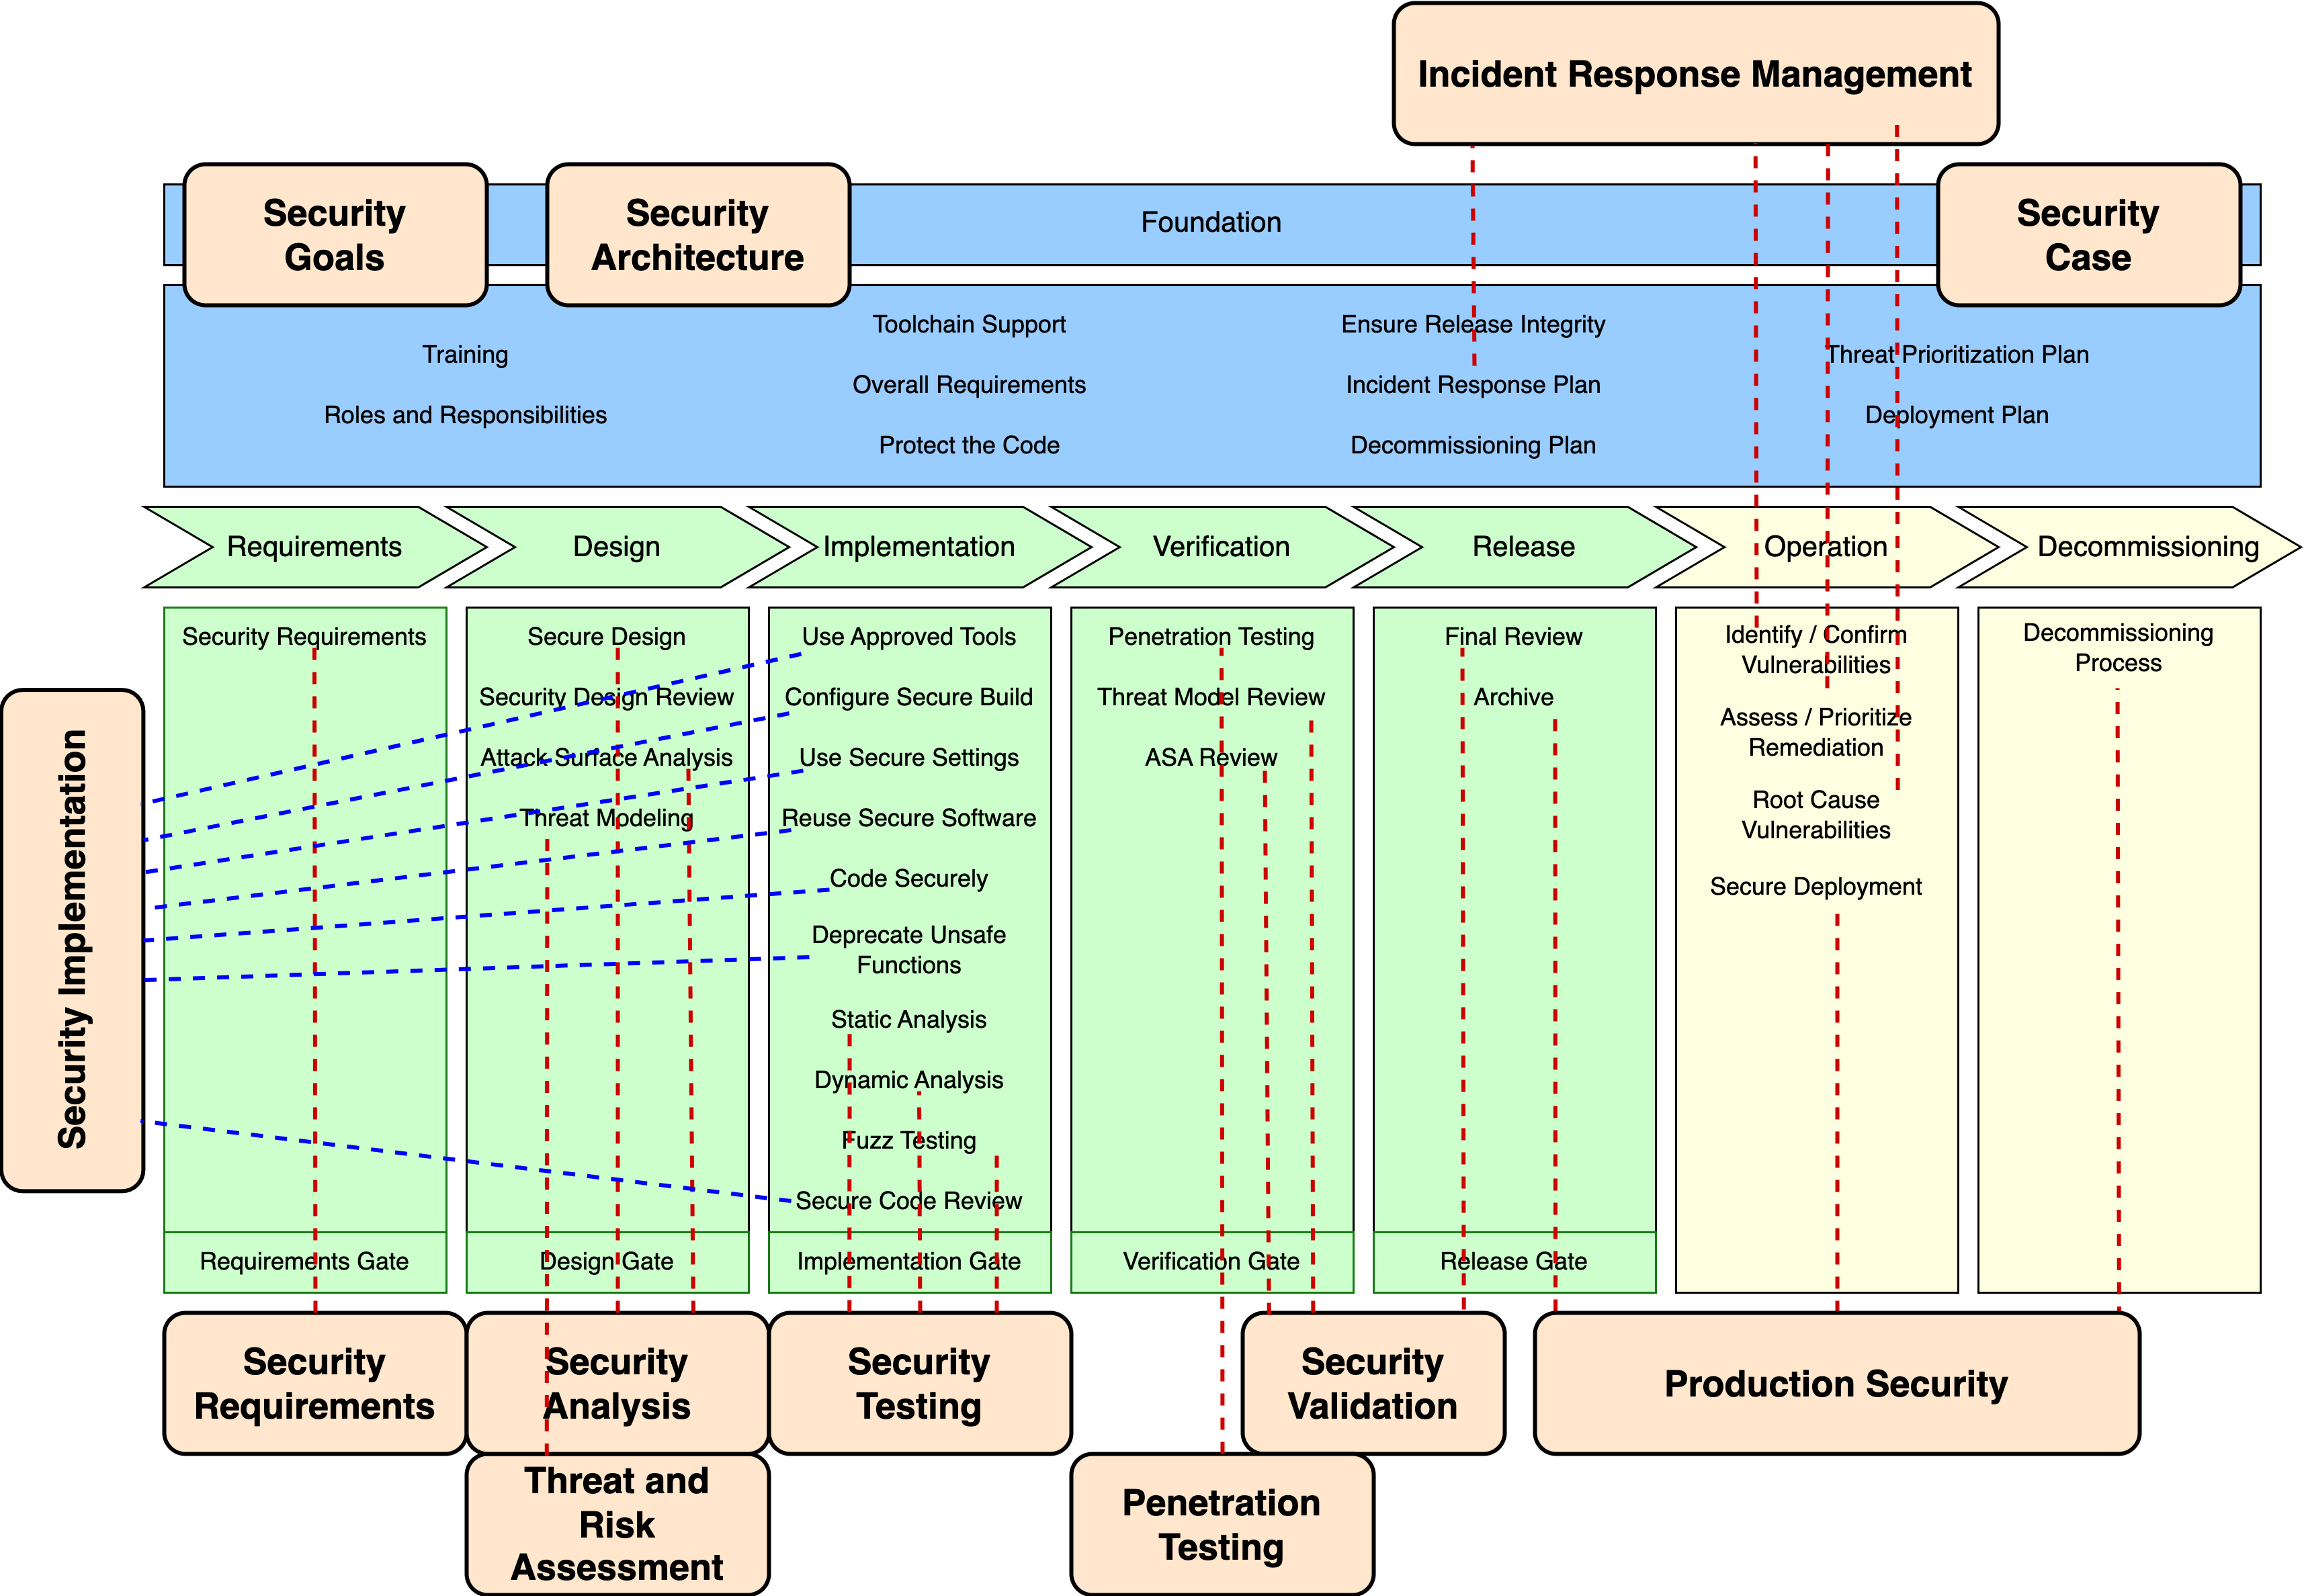 Incident Response Management
Security
Goals
Security
Architecture
Foundation
Security
Case
Training
Roles and Responsibilities
Toolchain Support
Overall Requirements
Protect the Code
Ensure Release Integrity
Incident Response Plan
Decommissioning Plan
Threat Prioritization Plan
Deployment Plan
Requirements
Design
Implementation
Verification
Release
Operation
Decommissioning
Security Implementation
Security Requirements
Requirements Gate
Secure Design
Security Design Review
Attack Surface Analysis
Threat Modeling
Design Gate
Use Approved Tools
Configure Secure Build
Use Secure Settings
Reuse Secure Software
Code Securely
Deprecate Unsafe
Functions
Static Analysis
Dynamic Analysis
Fuzz Testing
Secure Code Review
Implementation Gate
Penetration Testing
Threat Model Review
ASA Review
Verification Gate
Final Review
Archive
Release Gate
Identify / Confirm
Vulnerabilities
Assess / Prioritize
Remediation
Root Cause
Vulnerabilities
Secure Deployment
Decommissioning
Process
Security
Requirements
Security
Analysis
Security
Testing
Security
Validation
Production Security
Threat and
Risk
Assessment
Penetration
Testing